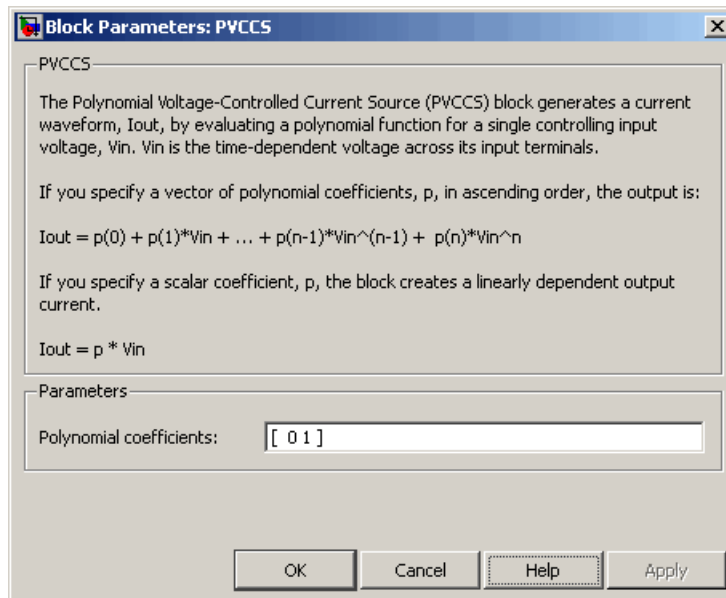 Block Parameters: PVCCS
PVCCS
The Polynomial Voltage-Controlled Current Source (PVCCS) block generates a current
waveform, Iout, by evaluating a polynomial function for a single controlling input
voltage, Vin. Vin is the time-dependent voltage across its input terminals.
If you specify a vector of polynomial coefficients, p, in ascending order, the output is:
Iout = p(0) + p(1)*Vin + ... + p(n-1)*Vin^(n-1) +  p(n)*Vin^n
If you specify a scalar coefficient, p, the block creates a linearly dependent output
current.
Iout = p * Vin
Parameters
Polynomial coefficients: [ 0 1 ]
OK Cancel Help Apply